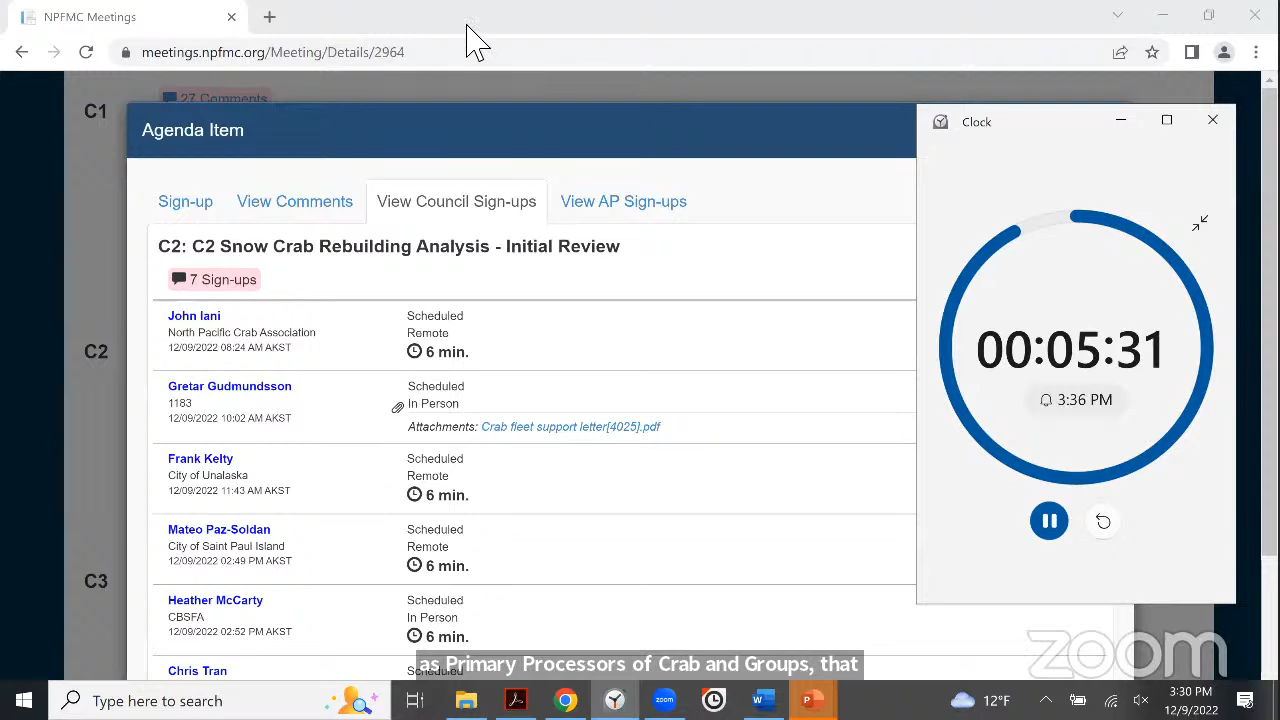 NPFMC Meetings
meetings.npfmc.org/Meeting/Details/2964
27 Comments
C1
Agenda Item
Clock
Sign-up View Comments View Council Sign-ups View AP Sign-ups
C2: C2 Snow Crab Rebuilding Analysis - Initial Review
7 Sign-ups
John Iani Scheduled
North Pacific Crab Association Remote
12/09/2022 08:24 AM AKST 6 min.
C2
00:05:31
3:36 PM
Gretar Gudmundsson Scheduled
1183 In Person
12/09/2022 10:02 AM AKST Attachments: Crab fleet support letter[4025].pdf
Frank Kelty Scheduled
City of Unalaska Remote
12/09/2022 11:43 AM AKST 6 min.
Mateo Paz-Soldan Scheduled
City of Saint Paul Island Remote
12/09/2022 02:49 PM AKST 6 min.
C3
Heather McCarty Scheduled
CBSFA In Person
12/09/2022 02:52 PM AKST 6 min.
Chris Tran
as Primary Processors of Crab and Groups, that
zoom
Type here to search
zoom
12°F
3:30 PM
12/9/2022